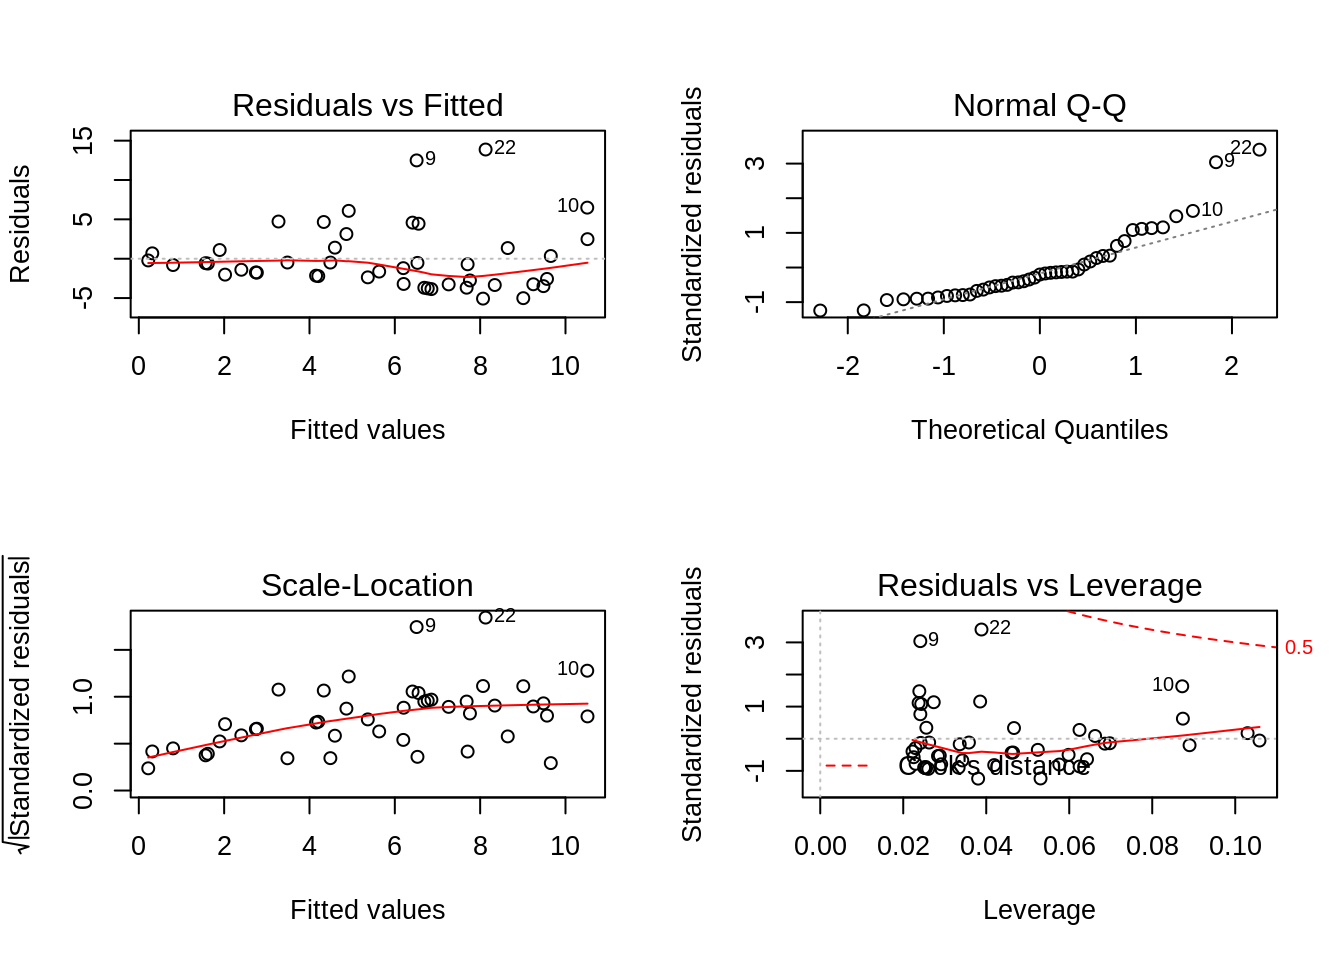 Residuals vs Fitted
Residuals
15
5
-5
9
22
10
0 2 4 6 8 10
Fitted values
Normal Q-Q
Standardized residuals
3
1
-1
22
9
10
-2 -1 0 1 2
Theoretical Quantiles
Scale-Location
√|Standardized residuals|
1.0
0.0
9
22
10
0 2 4 6 8 10
Fitted values
Residuals vs Leverage
Standardized residuals
3
1
-1
9
22
10
0.5
Cook's distance
0.00 0.02 0.04 0.06 0.08 0.10
Leverage